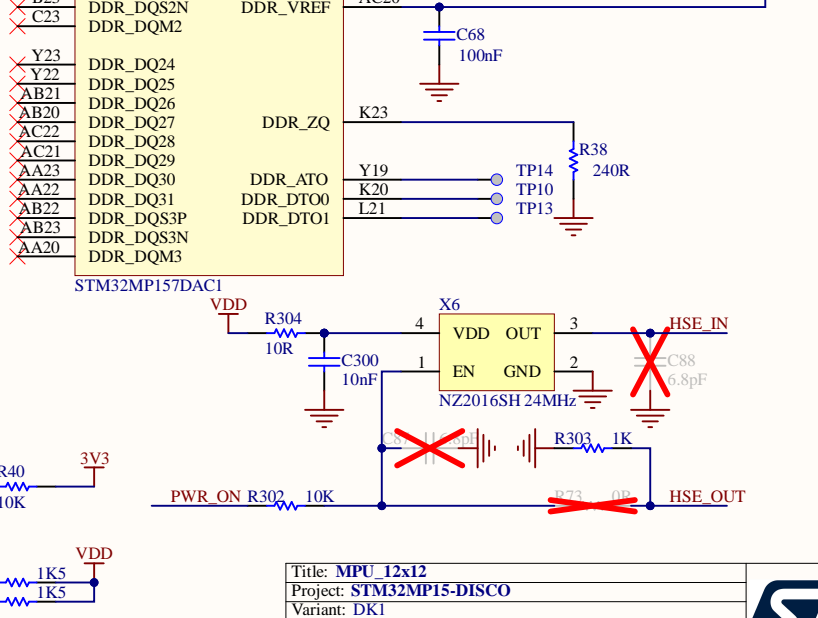 DDR_DQS2N DDR_VREF
C23 DDR_DQM2
C68
100nF
Y23 DDR_DQ24
Y22 DDR_DQ25
AB21 DDR_DQ26
AB20 DDR_DQ27 DDR_ZQ K23
AC22 DDR_DQ28
AC21 DDR_DQ29
R38
240R
AA23 DDR_DQ30 DDR_ATO Y19 TP14
AA22 DDR_DQ31 DDR_DTO0 K20 TP10
AB22 DDR_DQS3P DDR_DTO1 L21 TP13
AB23 DDR_DQS3N
AA20 DDR_DQM3
STM32MP157DAC1
VDD
R304
10R
C300
10nF
X6
4 VDD OUT 3
1 EN GND 2
NZ2016SH 24MHz
HSE_IN
C88
6.8pF
R303 1K
R40
10K
3V3
PWR_ON R302 10K
R73 0R
HSE_OUT
VDD
1K5
1K5
Title: MPU_12x12
Project: STM32MP15-DISCO
Variant: DK1